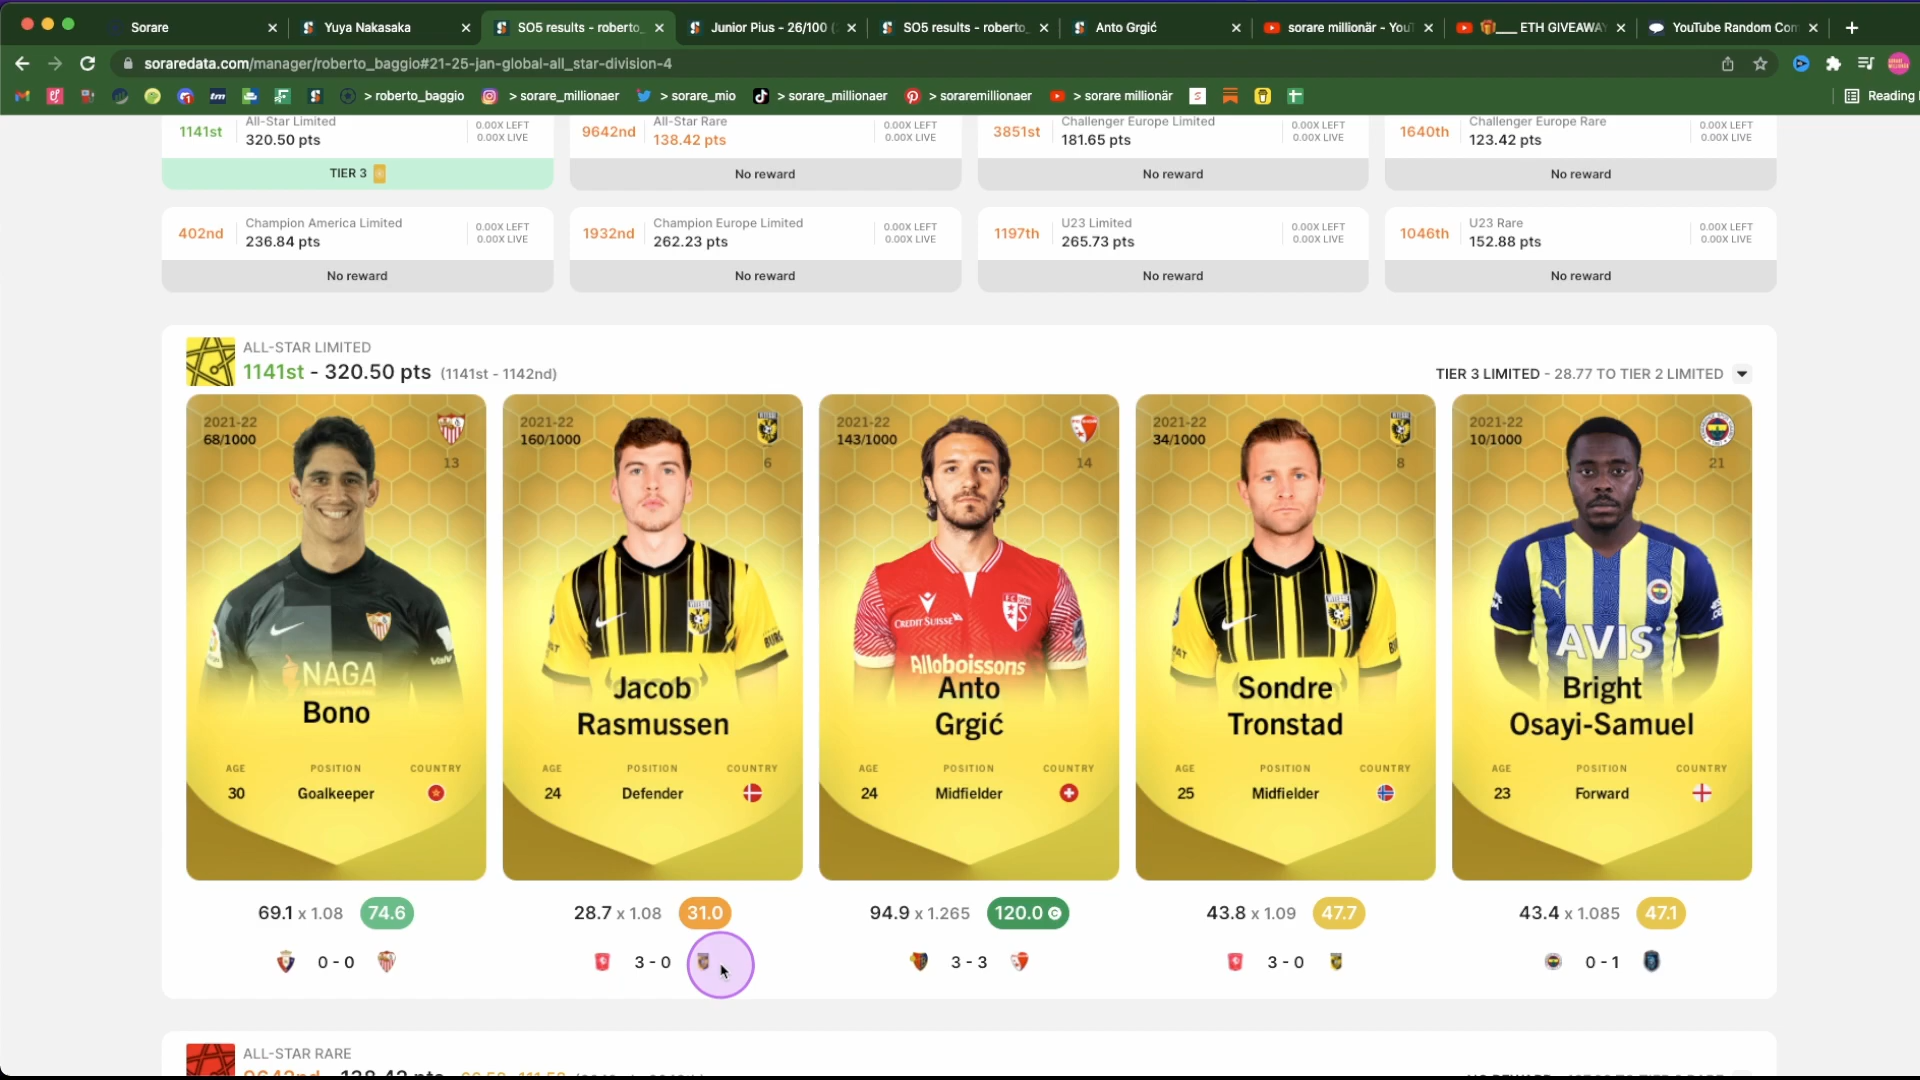 Sorare
Yuya Nakasaka
SO5 results - roberto_
Junior Pius - 26/100 (
SO5 results - roberto_
Anto Grgić
sorare millionär - You
ETH GIVEAWAY
YouTube Random Com
soraredata.com/manager/roberto_baggio#21-25-jan-global-all_star-division-4
> roberto_baggio
> sorare_millionaer
> sorare_mio
> sorare_millionaer
> soraremillionaer
> sorare millionär
Reading
1141st
All-Star Limited
320.50 pts
0.00X LEFT
0.00X LIVE
TIER 3
9642nd
All-Star Rare
138.42 pts
0.00X LEFT
0.00X LIVE
No reward
3851st
Challenger Europe Limited
181.65 pts
0.00X LEFT
0.00X LIVE
No reward
1640th
Challenger Europe Rare
123.42 pts
0.00X LEFT
0.00X LIVE
No reward
402nd
Champion America Limited
236.84 pts
0.00X LEFT
0.00X LIVE
No reward
1932nd
Champion Europe Limited
262.23 pts
0.00X LEFT
0.00X LIVE
No reward
1197th
U23 Limited
265.73 pts
0.00X LEFT
0.00X LIVE
No reward
1046th
U23 Rare
152.88 pts
0.00X LEFT
0.00X LIVE
No reward
ALL-STAR LIMITED
1141st - 320.50 pts (1141st - 1142nd)
TIER 3 LIMITED - 28.77 TO TIER 2 LIMITED
2021-22
68/1000
13
NAGA
Bono
AGE POSITION COUNTRY
30 Goalkeeper
69.1 x 1.08 74.6
0 - 0
2021-22
160/1000
6
Jacob
Rasmussen
AGE POSITION COUNTRY
24 Defender
28.7 x 1.08 31.0
3 - 0
2021-22
143/1000
14
CREDIT SUISSE
Alloboissons
Anto
Grgić
AGE POSITION COUNTRY
24 Midfielder
94.9 x 1.265 120.0 C
3 - 3
2021-22
34/1000
8
Sondre
Tronstad
AGE POSITION COUNTRY
25 Midfielder
43.8 x 1.09 47.7
3 - 0
2021-22
10/1000
21
AVIS
Bright
Osayi-Samuel
AGE POSITION COUNTRY
23 Forward
43.4 x 1.085 47.1
0 - 1
ALL-STAR RARE
9642nd - 138.42 pts